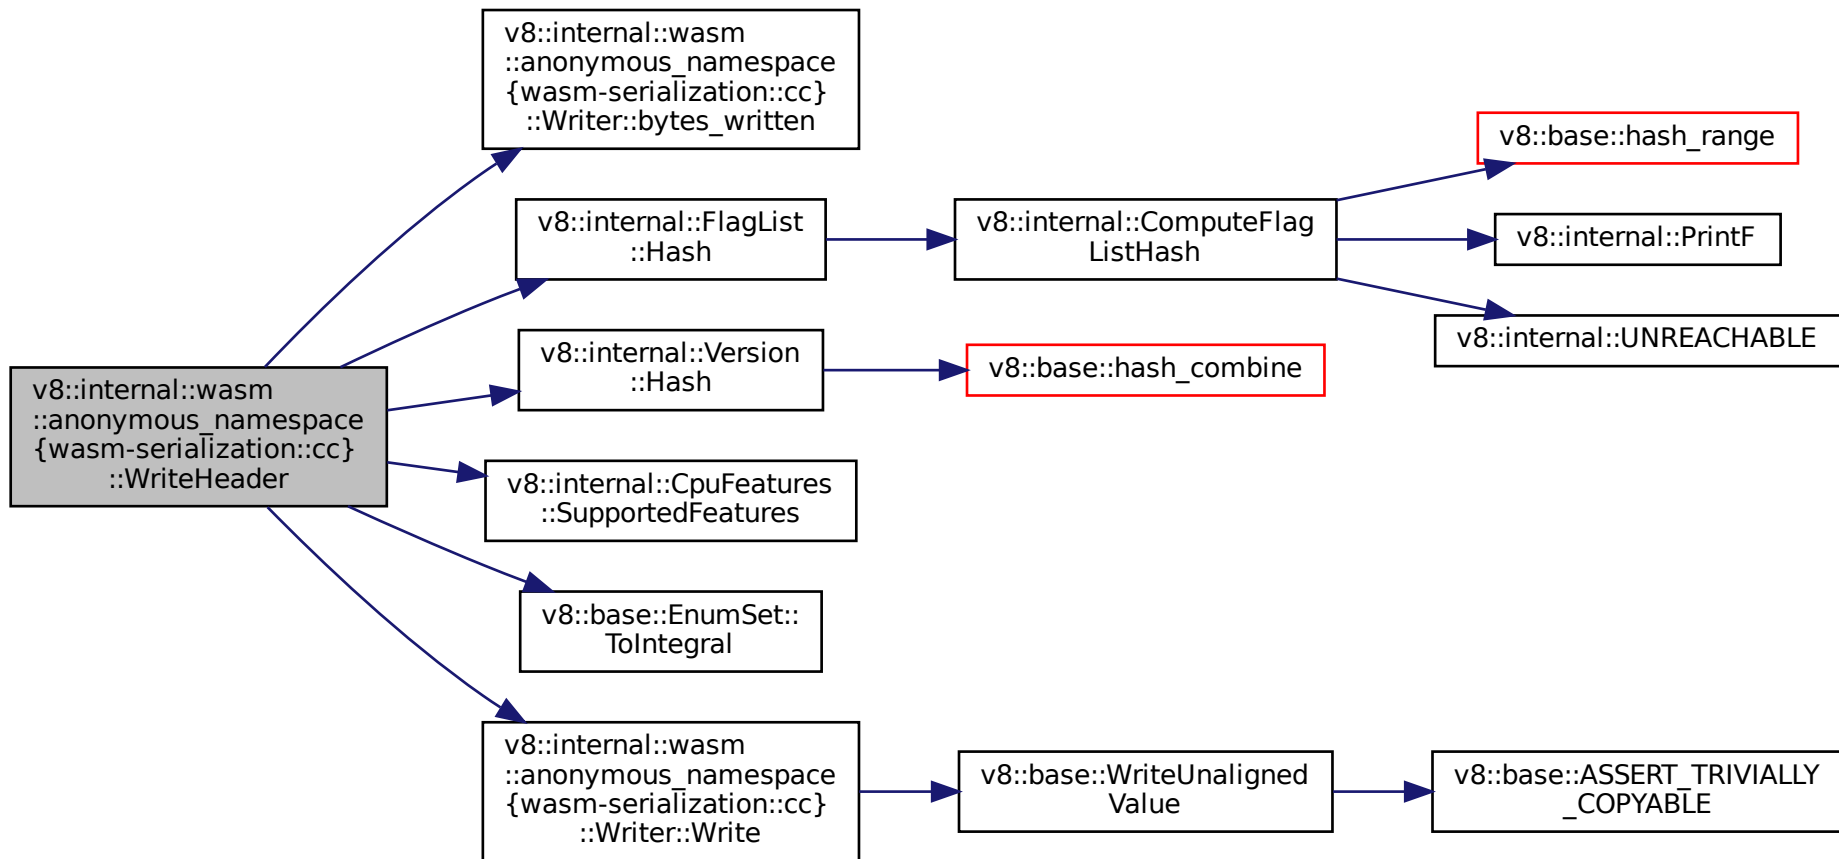 v8::internal::wasm
::anonymous_namespace
{wasm-serialization::cc}
::WriteHeader
v8::internal::wasm
::anonymous_namespace
{wasm-serialization::cc}
::Writer::bytes_written
v8::internal::FlagList
::Hash
v8::internal::ComputeFlag
ListHash
v8::base::hash_range
v8::internal::PrintF
v8::internal::UNREACHABLE
v8::internal::Version
::Hash
v8::base::hash_combine
v8::internal::CpuFeatures
::SupportedFeatures
v8::base::EnumSet::
ToIntegral
v8::internal::wasm
::anonymous_namespace
{wasm-serialization::cc}
::Writer::Write
v8::base::WriteUnaligned
Value
v8::base::ASSERT_TRIVIALLY
_COPYABLE